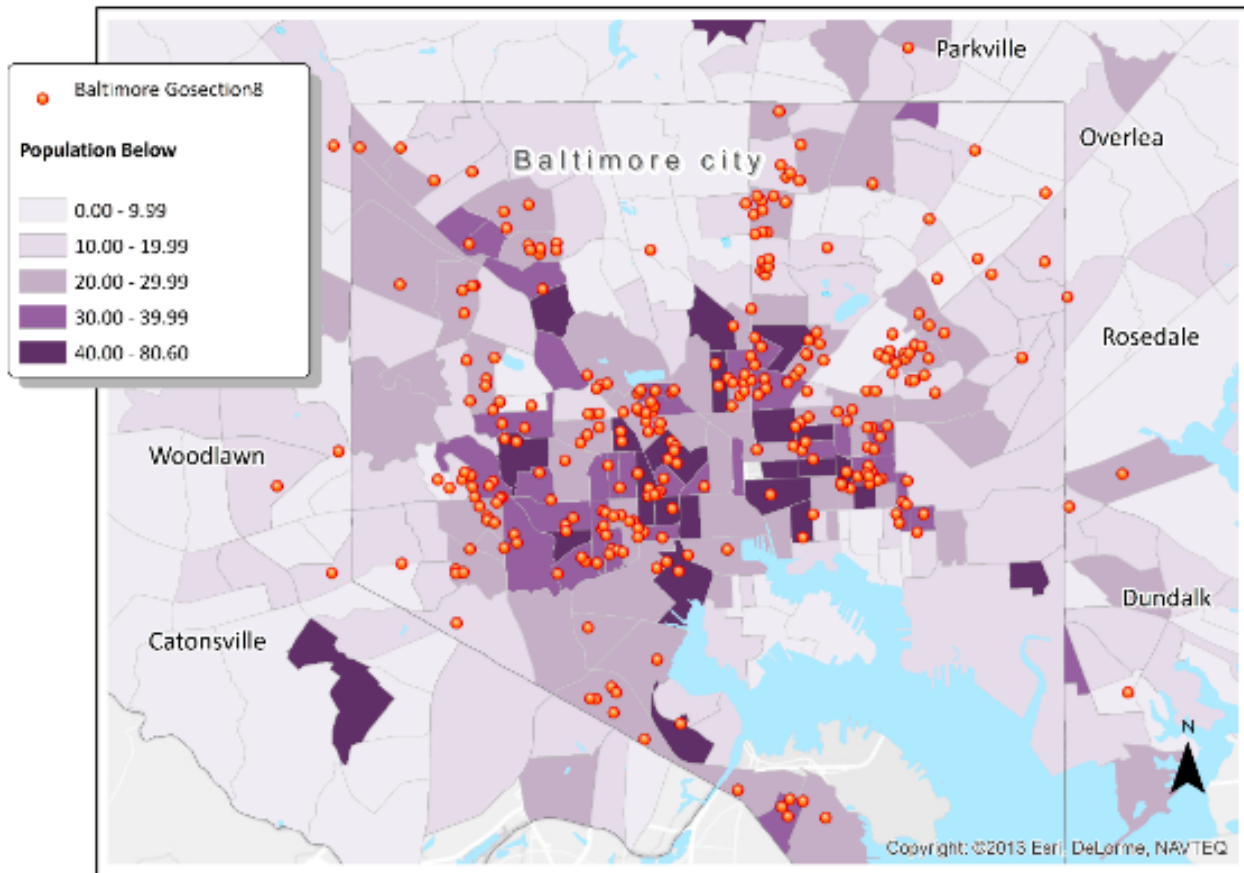 Parkville
Baltimore Gosection8
Population Below
0.00 - 9.99
10.00 - 19.99
20.00 - 29.99
30.00 - 39.99
40.00 - 80.60
Baltimore city
Overlea
Rosedale
Woodlawn
Dundalk
Catonsville
N
Copyright: ©2013 Esri, DeLorme, NAVTEQ